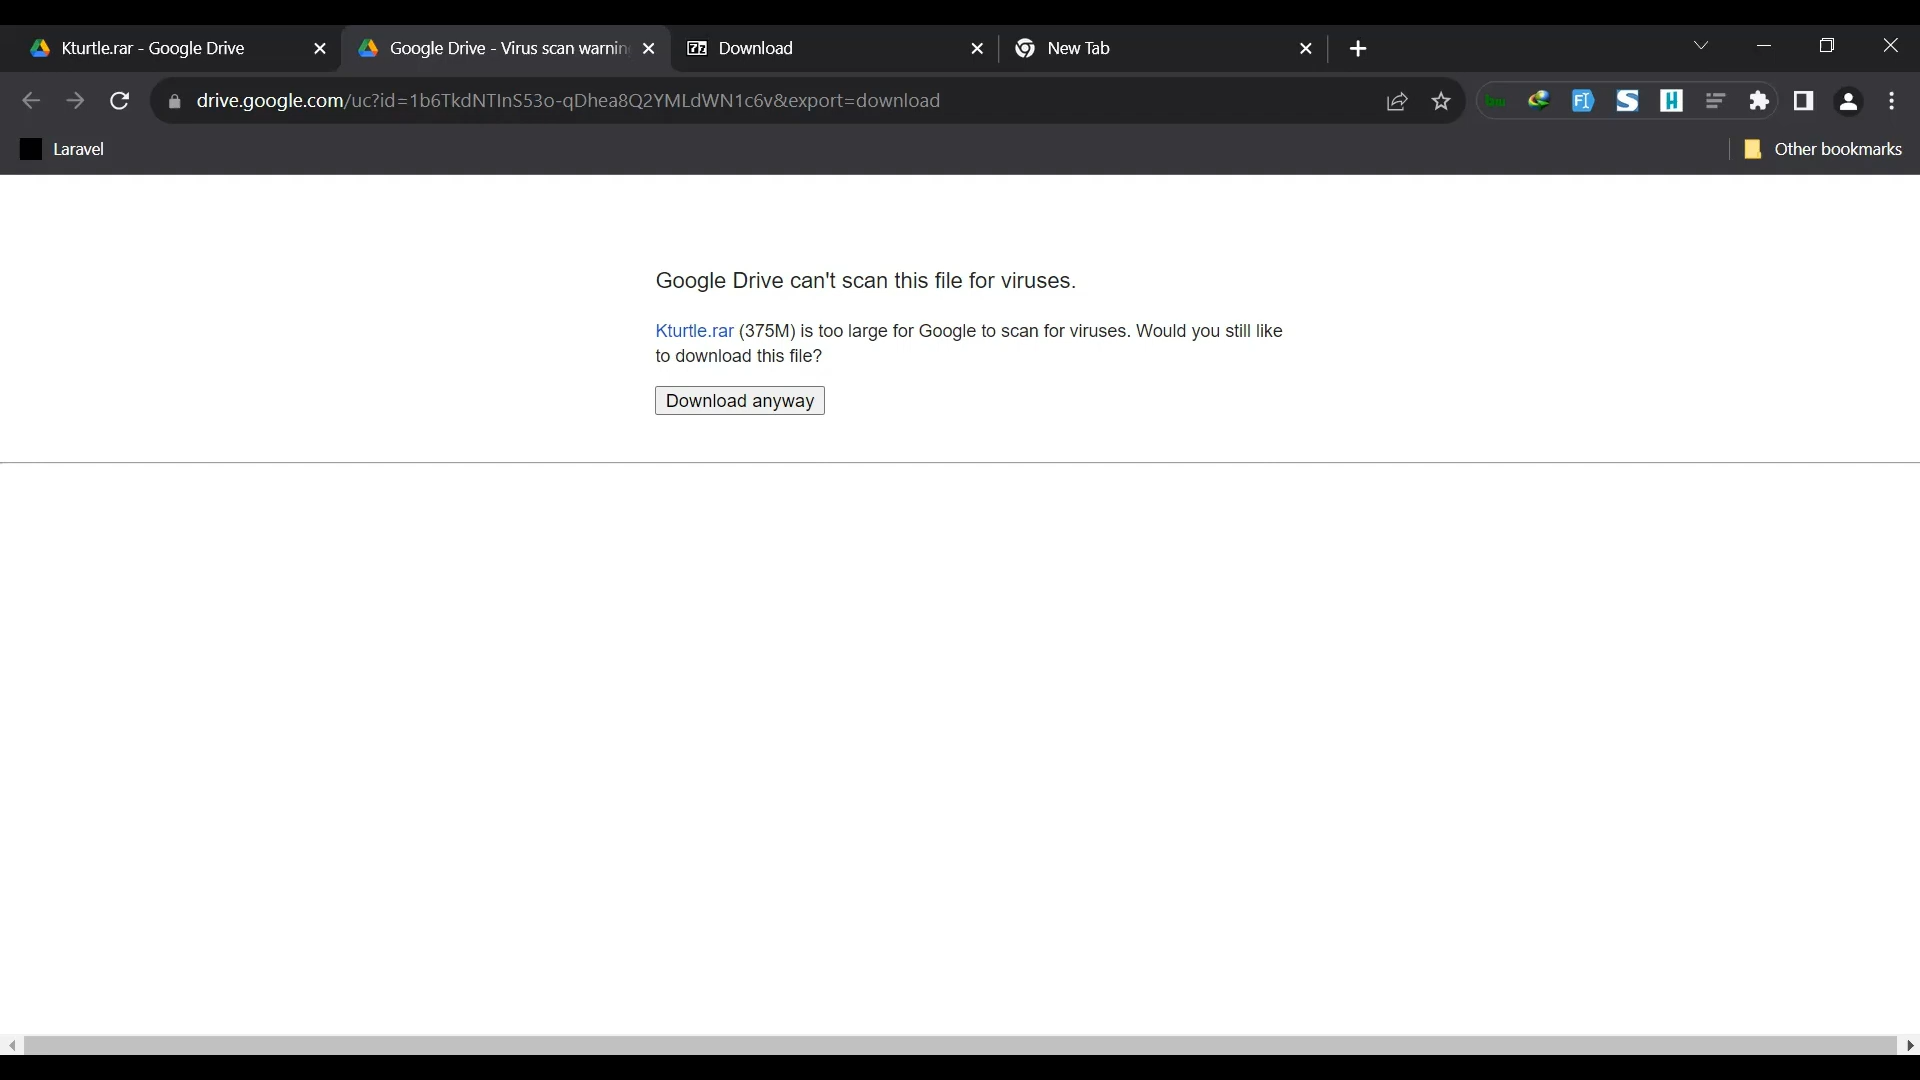 Kturtle.rar - Google Drive
Google Drive - Virus scan warnin
7z Download
New Tab
drive.google.com/uc?id=1b6TkdNTInS53o-qDhea8Q2YMLdWN1c6v&export=download
Laravel
Other bookmarks
Google Drive can't scan this file for viruses.
Kturtle.rar (375M) is too large for Google to scan for viruses. Would you still like
to download this file?
Download anyway